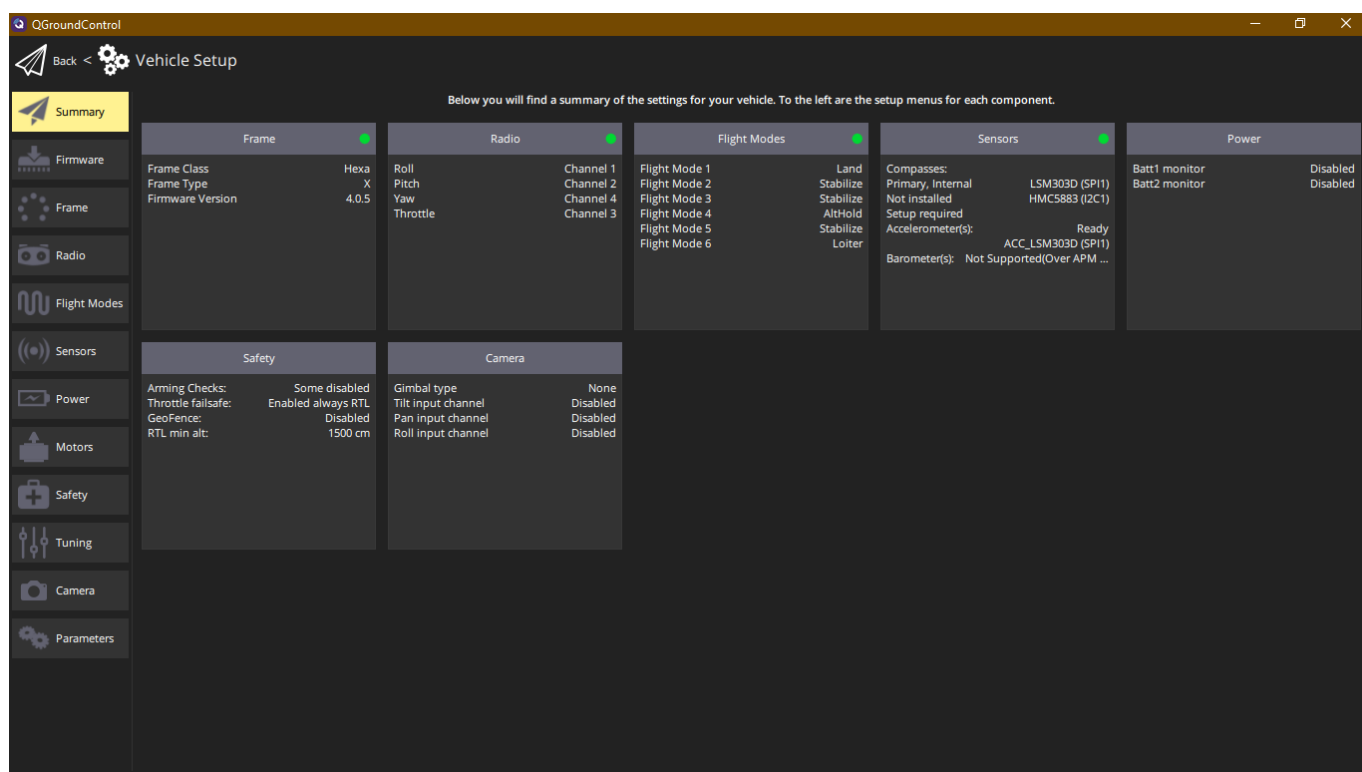 QGroundControl
Back < Vehicle Setup
Below you will find a summary of the settings for your vehicle. To the left are the setup menus for each component.
Summary
Firmware
Frame
Radio
Flight Modes
Sensors
Power
Motors
Safety
Tuning
Camera
Parameters
Frame
Frame Class Hexa
Frame Type X
Firmware Version 4.0.5
Radio
Roll Channel 1
Pitch Channel 2
Yaw Channel 4
Throttle Channel 3
Flight Modes
Flight Mode 1 Land
Flight Mode 2 Stabilize
Flight Mode 3 Stabilize
Flight Mode 4 AltHold
Flight Mode 5 Stabilize
Flight Mode 6 Loiter
Sensors
Compasses:
Primary, Internal LSM303D (SPI1)
Not installed HMC5883 (I2C1)
Setup required
Accelerometer(s): Ready
ACC_LSM303D (SPI1)
Barometer(s): Not Supported(Over APM ...
Power
Batt1 monitor Disabled
Batt2 monitor Disabled
Safety
Arming Checks: Some disabled
Throttle failsafe: Enabled always RTL
GeoFence: Disabled
RTL min alt: 1500 cm
Camera
Gimbal type None
Tilt input channel Disabled
Pan input channel Disabled
Roll input channel Disabled